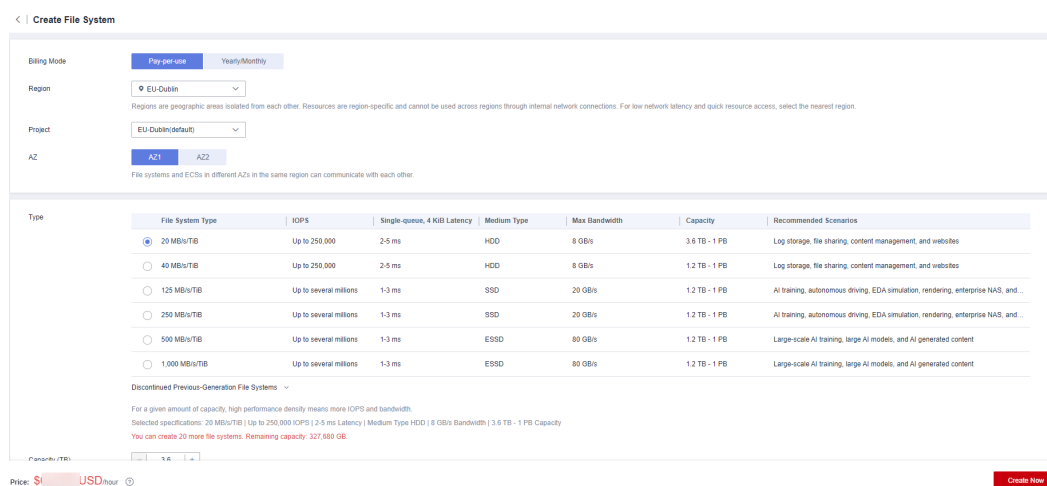 Create File System
Billing Mode Pay-per-use Yearly/Monthly
Region EU-Dublin
Regions are geographic areas isolated from each other. Resources are region-specific and cannot be used across regions through internal network connections. For low network latency and quick resource access, select the nearest region.
Project EU-Dublin(default)
AZ AZ1 AZ2
File systems and ECSs in different AZs in the same region can communicate with each other.
Type File System Type IOPS Single-queue, 4 KiB Latency Medium Type Max Bandwidth Capacity Recommended Scenarios
20 MB/s/TiB Up to 250,000 2-5 ms HDD 8 GB/s 3.6 TB - 1 PB Log storage, file sharing, content management, and websites
40 MB/s/TiB Up to 250,000 2-5 ms HDD 8 GB/s 1.2 TB - 1 PB Log storage, file sharing, content management, and websites
125 MB/s/TiB Up to several millions 1-3 ms SSD 20 GB/s 1.2 TB - 1 PB AI training, autonomous driving, EDA simulation, rendering, enterprise NAS, and...
250 MB/s/TiB Up to several millions 1-3 ms SSD 20 GB/s 1.2 TB - 1 PB AI training, autonomous driving, EDA simulation, rendering, enterprise NAS, and...
500 MB/s/TiB Up to several millions 1-3 ms ESSD 80 GB/s 1.2 TB - 1 PB Large-scale AI training, large AI models, and AI generated content
1,000 MB/s/TiB Up to several millions 1-3 ms ESSD 80 GB/s 1.2 TB - 1 PB Large-scale AI training, large AI models, and AI generated content
Discontinued Previous-Generation File Systems
For a given amount of capacity, high performance density means more IOPS and bandwidth.
Selected specifications: 20 MB/s/TiB | Up to 250,000 IOPS | 2-5 ms Latency | Medium Type HDD | 8 GB/s Bandwidth | 3.6 TB - 1 PB Capacity
You can create 20 more file systems. Remaining capacity: 327,680 GB.
Capacity (TB) 3.6
Price: $ USD/hour Create Now